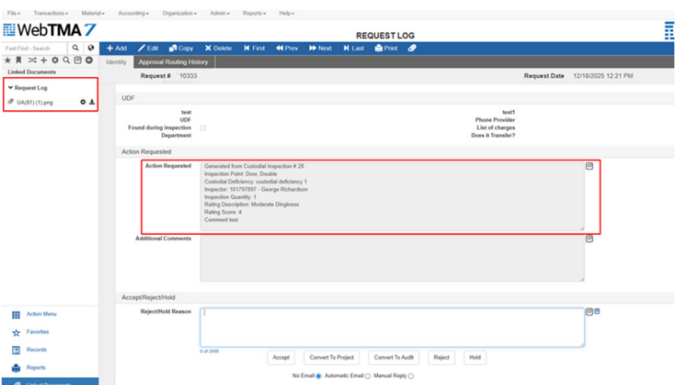 File Transactions Material Accounting Organization Admin Reports Help
WebTMA 7
REQUEST LOG
Fast Find - Search
Add Edit Copy Delete First Prev Next Last Print
Identity Approval Routing History
Linked Documents
Request # 10333 Request Date 12/18/2025 12:21 PM
Request Log
UA(81) (1).png
UDF
text text1
UDF Phone Provider
Found during inspection List of charges
Department Does it Transfer?
Action Requested
Action Requested
Generated from Custodial Inspection # 28.
Inspection Point: Door, Double
Custodial Deficiency: custodial deficiency 1
Inspector: 101797897 - George Richardson
Inspection Quantity: 1
Rating Description: Moderate Dinginess
Rating Score: 4
Comment text
Additional Comments
Accept/Reject/Hold
Reject/Hold Reason
0 of 2000
Accept Convert To Project Convert To Audit Reject Hold
No Email Automatic Email Manual Reply
Action Menu
Favorites
Records
Reports
Linked Documents